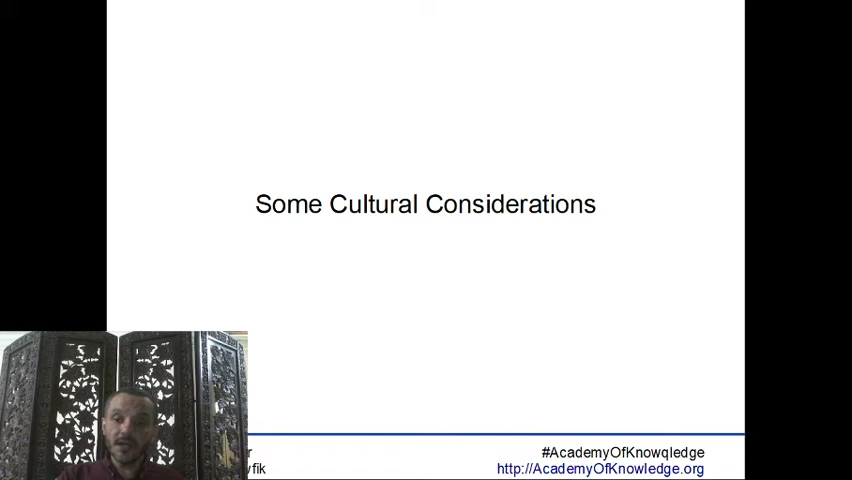 Some Cultural Considerations
#AcademyOfKnowqledge
http://AcademyOfKnowledge.org